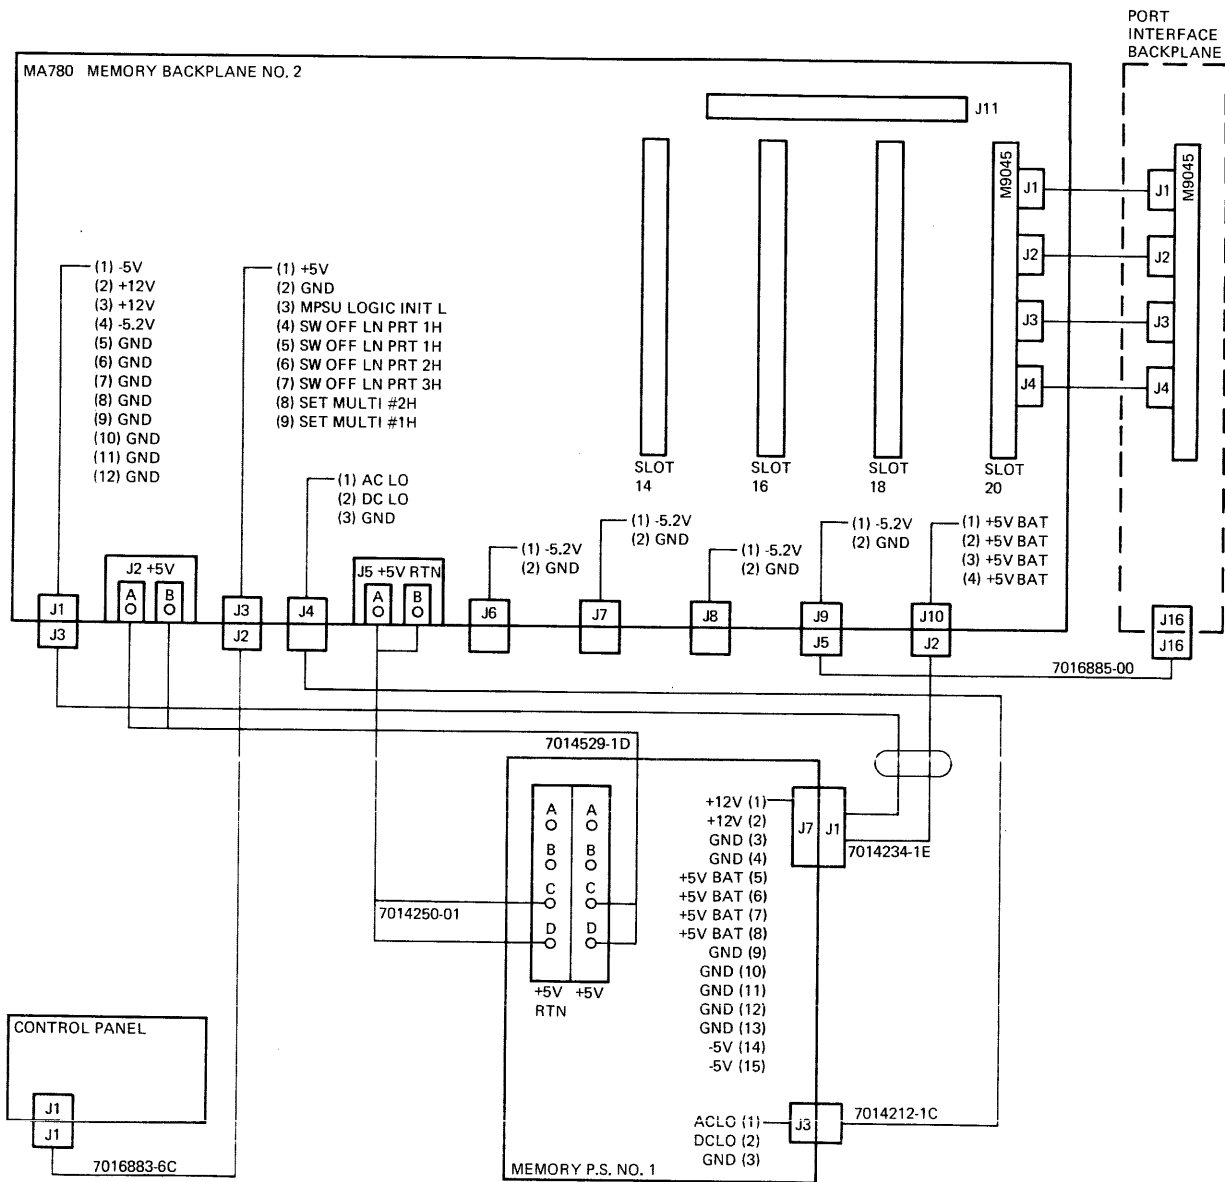 PORT
INTERFACE
BACKPLANE
MA780 MEMORY BACKPLANE NO. 2
J11
M9045
J1
J2
J3
J4
M9045
J1
J2
J3
J4
(1) -5V
(2) +12V
(3) +12V
(4) -5.2V
(5) GND
(6) GND
(7) GND
(8) GND
(9) GND
(10) GND
(11) GND
(12) GND
(1) +5V
(2) GND
(3) MPSU LOGIC INIT L
(4) SW OFF LN PRT 1H
(5) SW OFF LN PRT 1H
(6) SW OFF LN PRT 2H
(7) SW OFF LN PRT 3H
(8) SET MULTI #2H
(9) SET MULTI #1H
(1) AC LO
(2) DC LO
(3) GND
SLOT
14
SLOT
16
SLOT
18
SLOT
20
(1) -5.2V
(2) GND
(1) -5.2V
(2) GND
(1) -5.2V
(2) GND
(1) -5.2V
(2) GND
(1) +5V BAT
(2) +5V BAT
(3) +5V BAT
(4) +5V BAT
J1
J3
J2 +5V
A
B
J3
J2
J4
J5 +5V RTN
A
B
J6
J7
J8
J9
J5
J10
J2
J16
J16
7016885-00
7014529-1D
A
B
C
D
A
B
C
D
+5V
RTN
+5V
7014250-01
+12V (1)
+12V (2)
GND (3)
GND (4)
+5V BAT (5)
+5V BAT (6)
+5V BAT (7)
+5V BAT (8)
GND (9)
GND (10)
GND (11)
GND (12)
GND (13)
-5V (14)
-5V (15)
J7
J1
7014234-1E
ACLO (1)
DCLO (2)
GND (3)
J3
7014212-1C
MEMORY P.S. NO. 1
CONTROL PANEL
J1
J1
7016883-6C